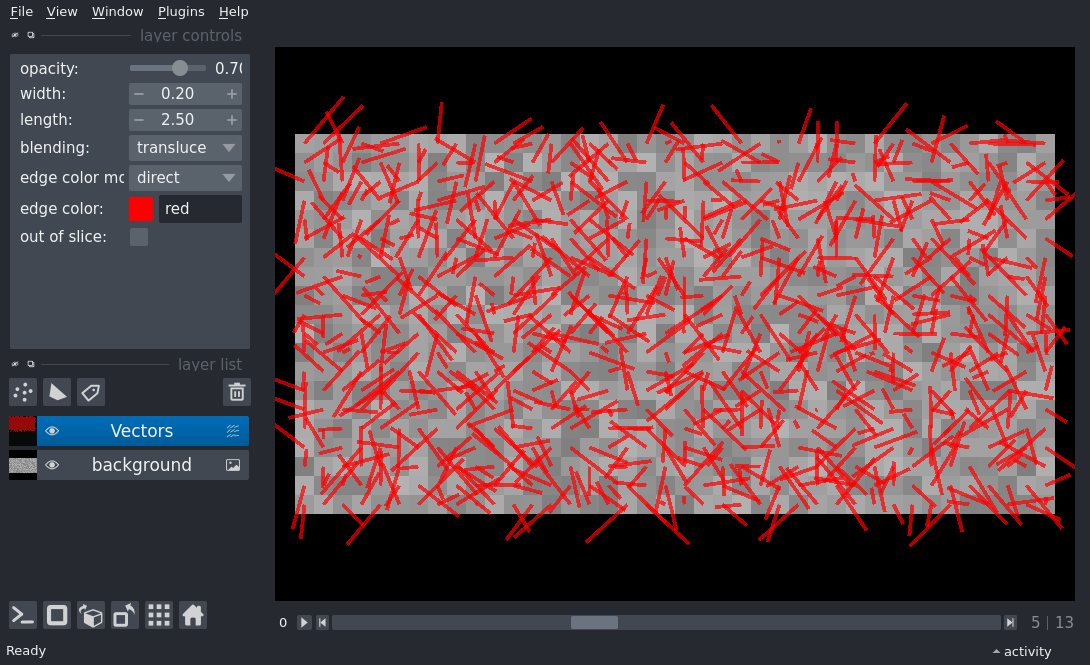 File View Window Plugins Help
layer controls
opacity: 0.70
width: 0.20
length: 2.50
blending: transluce
edge color mo direct
edge color: red
out of slice:
layer list
Vectors
background
0 5 | 13
Ready activity